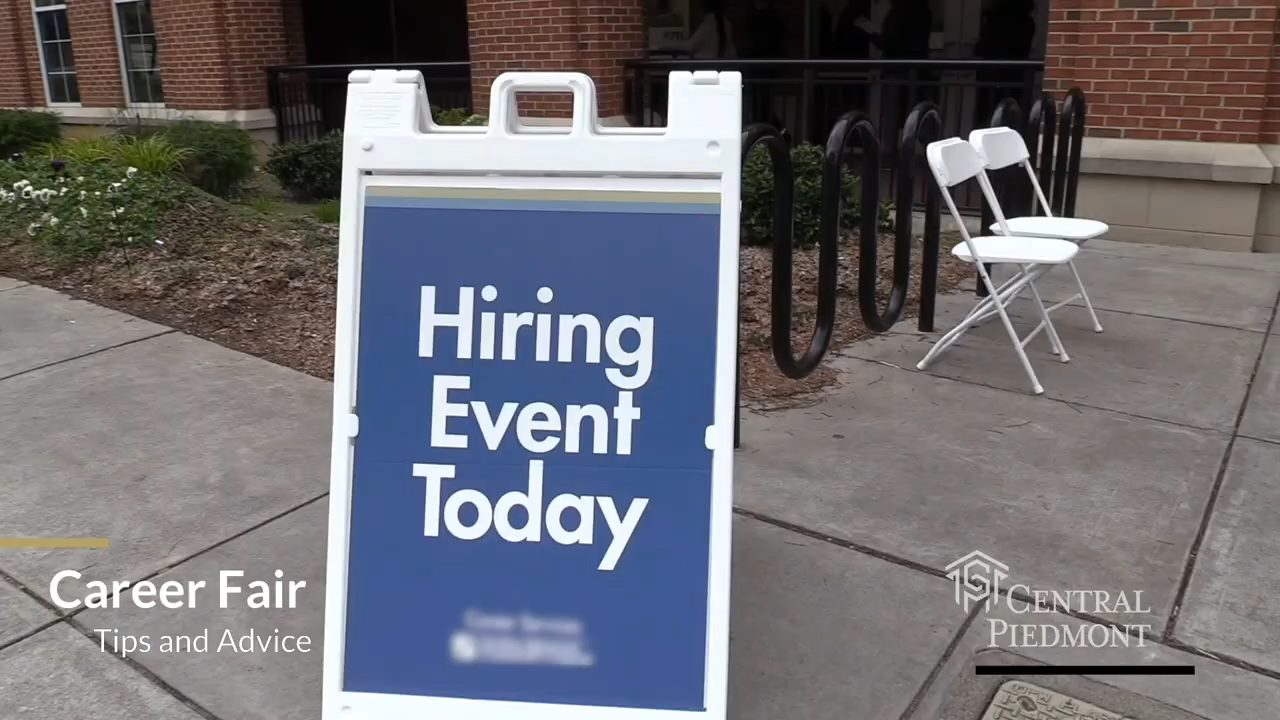 Hiring
Event
Today
Career Fair
Tips and Advice
CENTRAL
PIEDMONT